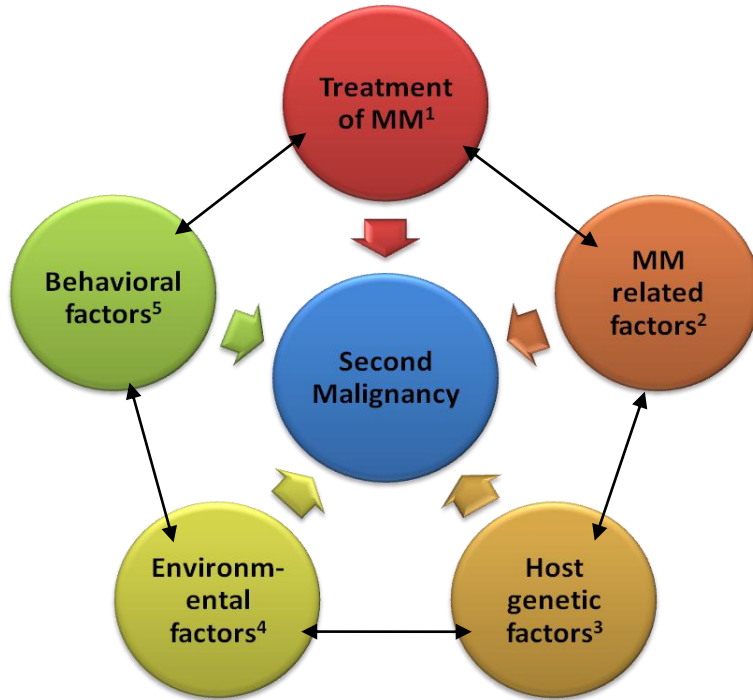 Treatment
of MM¹
MM
related
factors²
Host
genetic
factors³
Environm-
ental
factors⁴
Behavioral
factors⁵
Second
Malignancy